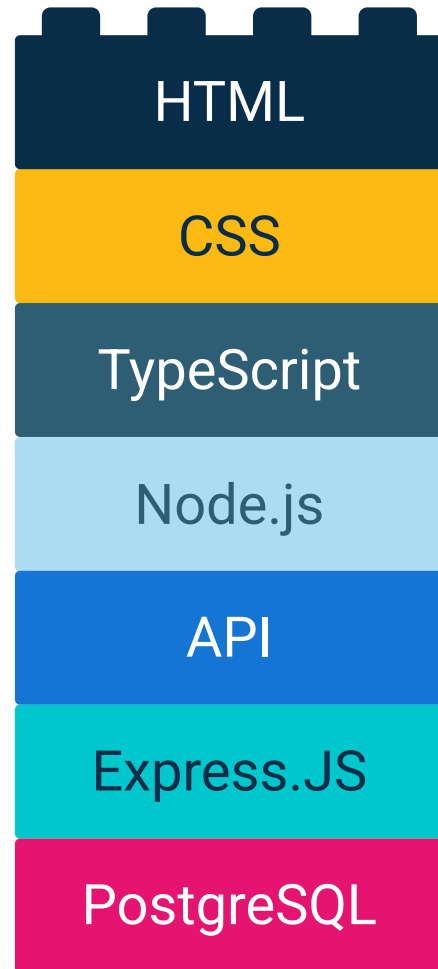 HTML
CSS
TypeScript
Node.js
API
Express.JS
PostgreSQL